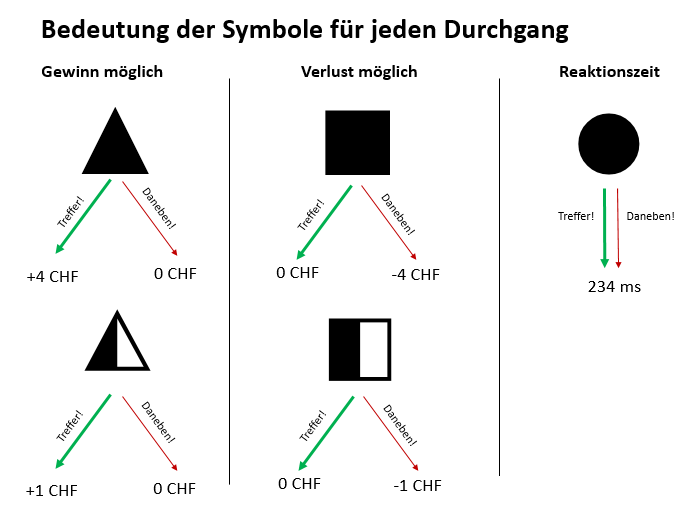 Bedeutung der Symbole für jeden Durchgang
Gewinn möglich
Verlust möglich
Reaktionszeit
Treffer!
Daneben!
+4 CHF
0 CHF
Treffer!
Daneben!
0 CHF
-4 CHF
Treffer!
Daneben!
234 ms
Treffer!
Daneben!
+1 CHF
0 CHF
Treffer!
Daneben!
0 CHF
-1 CHF